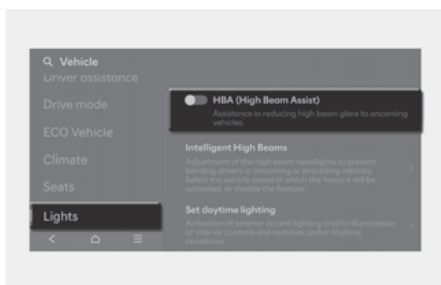 Vehicle
Driver assistance
Drive mode
ECO Vehicle
Climate
Seats
Lights
HBA (High Beam Assist)
Assistance in reducing high beam glare to oncoming
vehicles.
Intelligent High Beams
Adjustment of the high beam headlights to prevent
blinding drivers in oncoming or preceding vehicles.
Select the vehicle speed at which the feature will be
activated, or disable the feature.
Set daytime lighting
Activation of exterior accent lighting and/or illumination
of interior controls and switches under daytime
conditions.